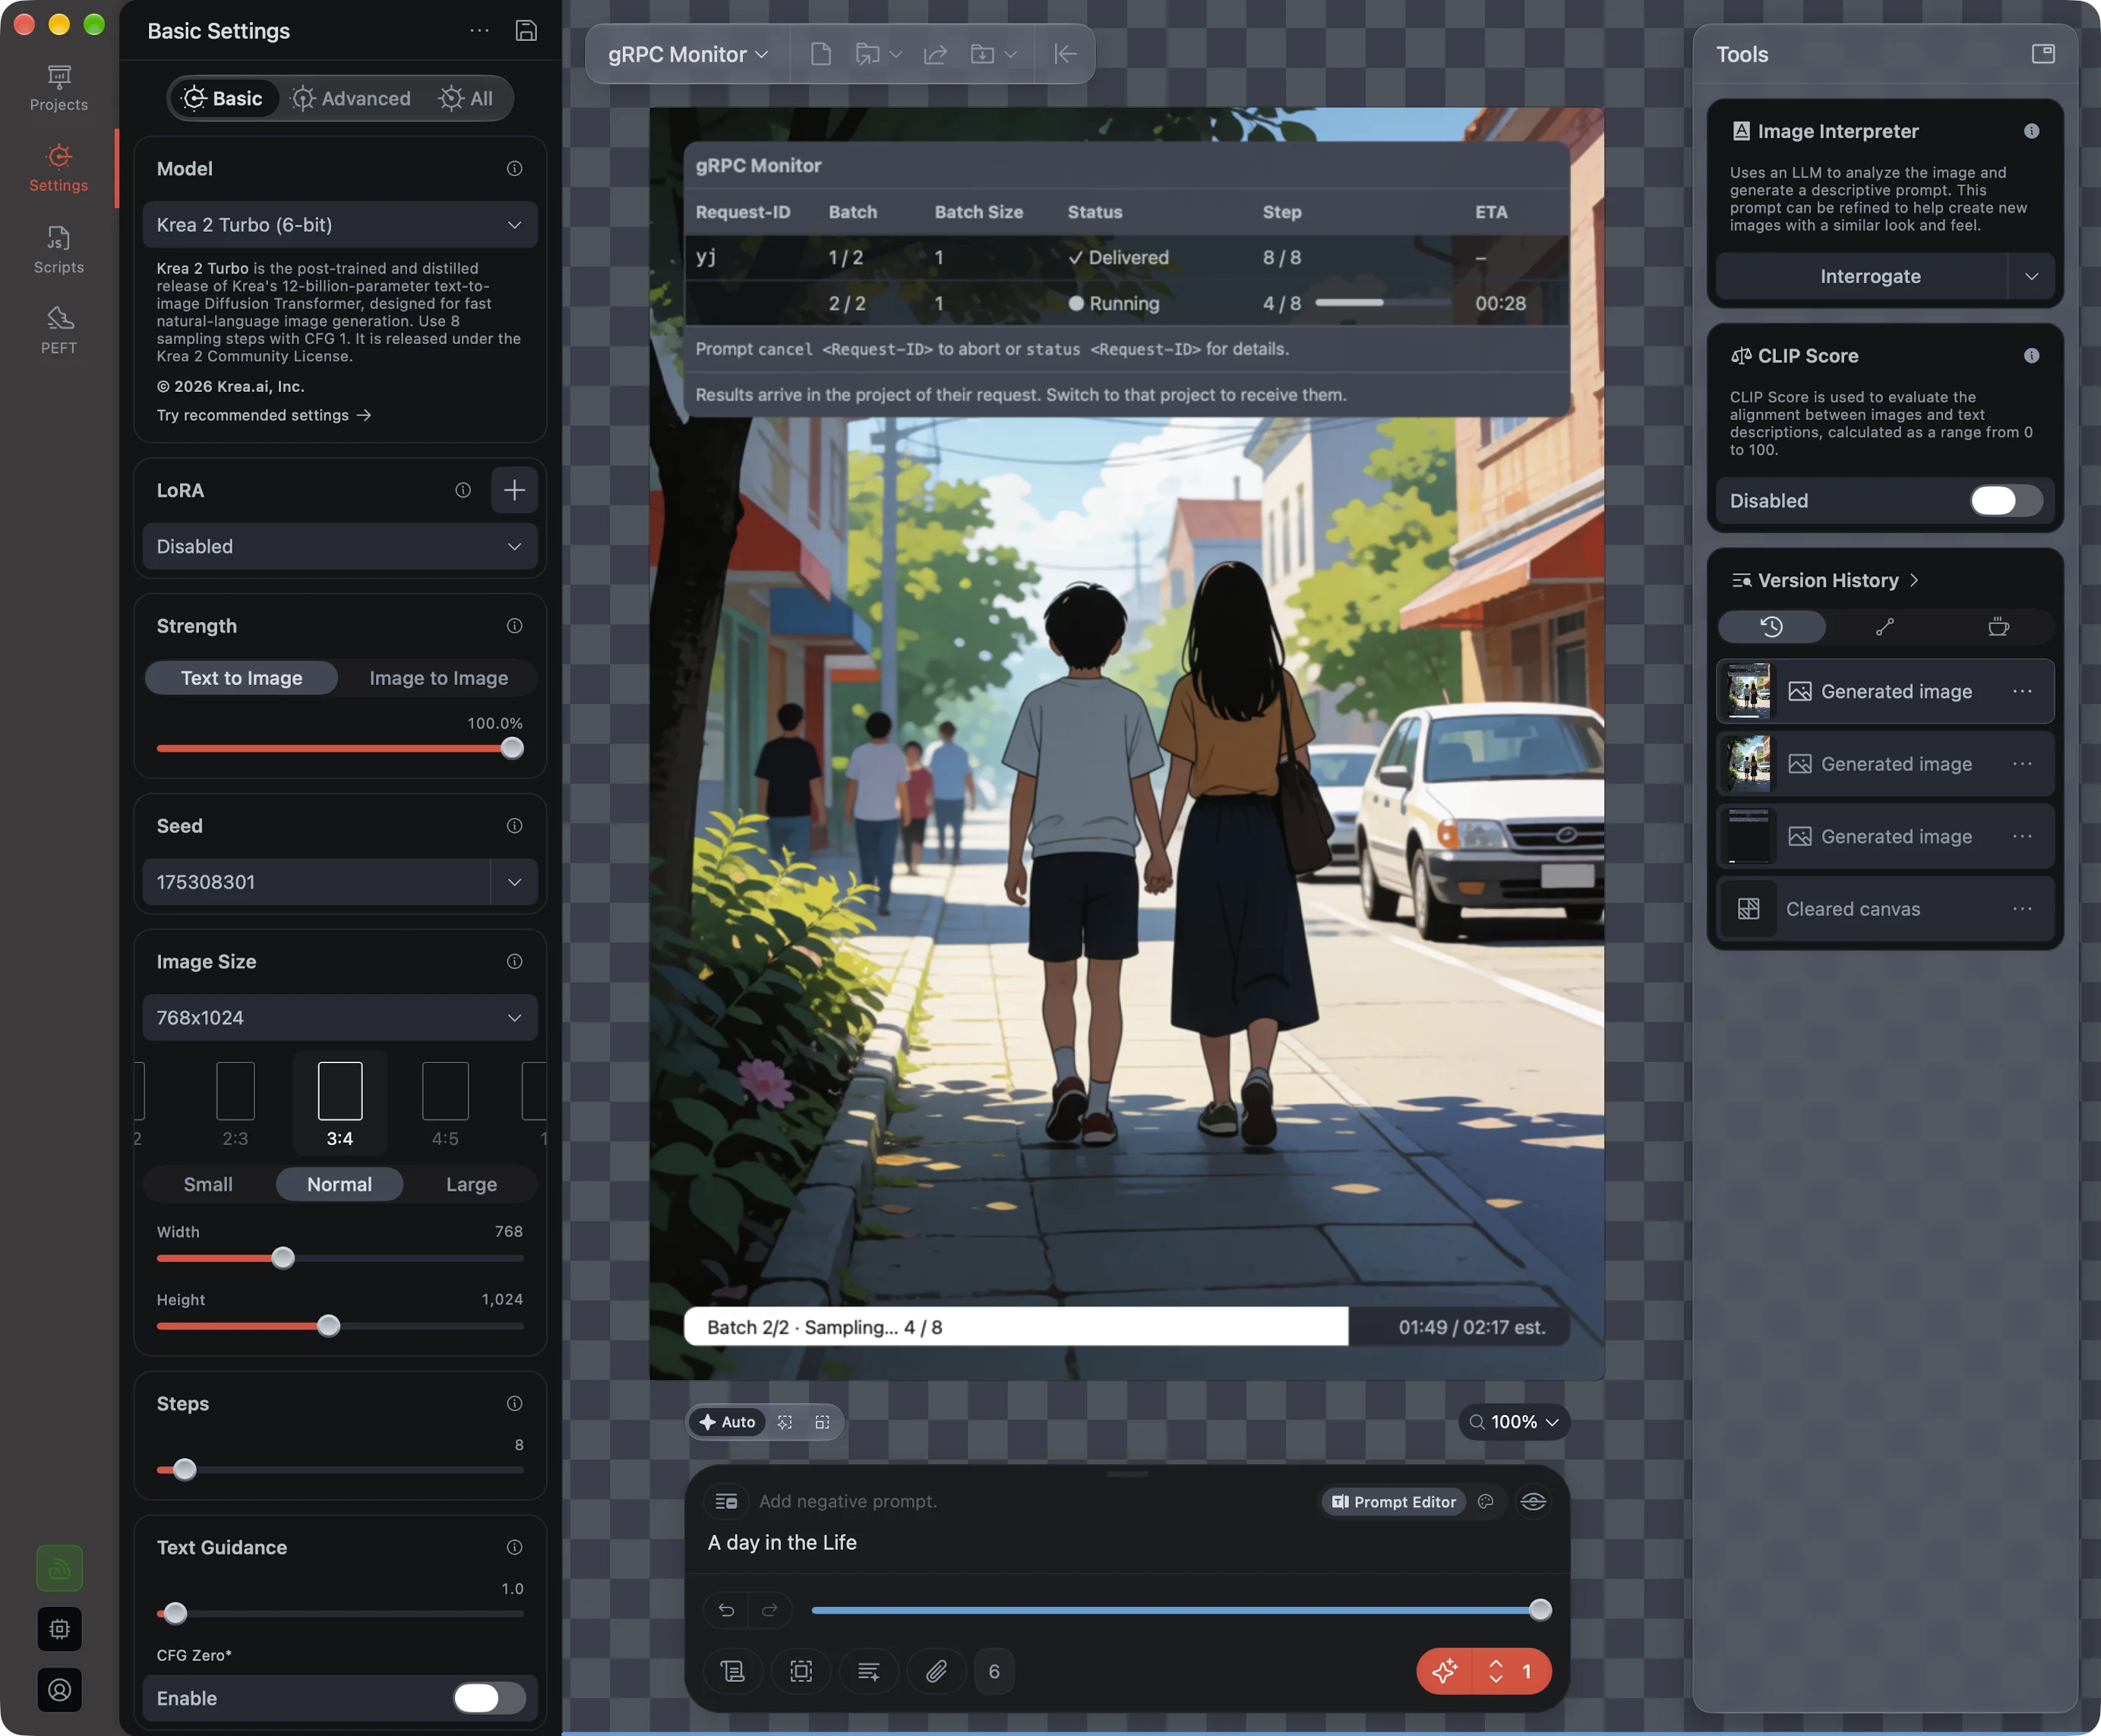 Projects
Settings
Scripts
PEFT
Basic Settings
Basic
Advanced
All
Model
Krea 2 Turbo (6-bit)
Krea 2 Turbo is the post-trained and distilled
release of Krea's 12-billion-parameter text-to-
image Diffusion Transformer, designed for fast
natural-language image generation. Use 8
sampling steps with CFG 1. It is released under the
Krea 2 Community License.
© 2026 Krea.ai, Inc.
Try recommended settings →
LoRA
Disabled
Strength
Text to Image
Image to Image
100.0%
Seed
175308301
Image Size
768x1024
2
2:3
3:4
4:5
1
Small
Normal
Large
Width 768
Height 1,024
Steps
8
Text Guidance
1.0
CFG Zero*
Enable
gRPC Monitor
gRPC Monitor
Request-ID Batch Batch Size Status Step ETA
yj 1 / 2 1 ✓ Delivered 8 / 8 –
2 / 2 1 ● Running 4 / 8 00:28
Prompt cancel <Request-ID> to abort or status <Request-ID> for details.
Results arrive in the project of their request. Switch to that project to receive them.
Batch 2/2 · Sampling... 4 / 8
01:49 / 02:17 est.
Auto
100%
Add negative prompt.
Prompt Editor
A day in the Life
6
1
Tools
Image Interpreter
Uses an LLM to analyze the image and
generate a descriptive prompt. This
prompt can be refined to help create new
images with a similar look and feel.
Interrogate
CLIP Score
CLIP Score is used to evaluate the
alignment between images and text
descriptions, calculated as a range from 0
to 100.
Disabled
Version History
Generated image
Generated image
Generated image
Cleared canvas